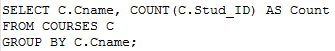 SELECT C.Cname, COUNT(C.Stud_ID) AS Count
FROM COURSES C
GROUP BY C.Cname;